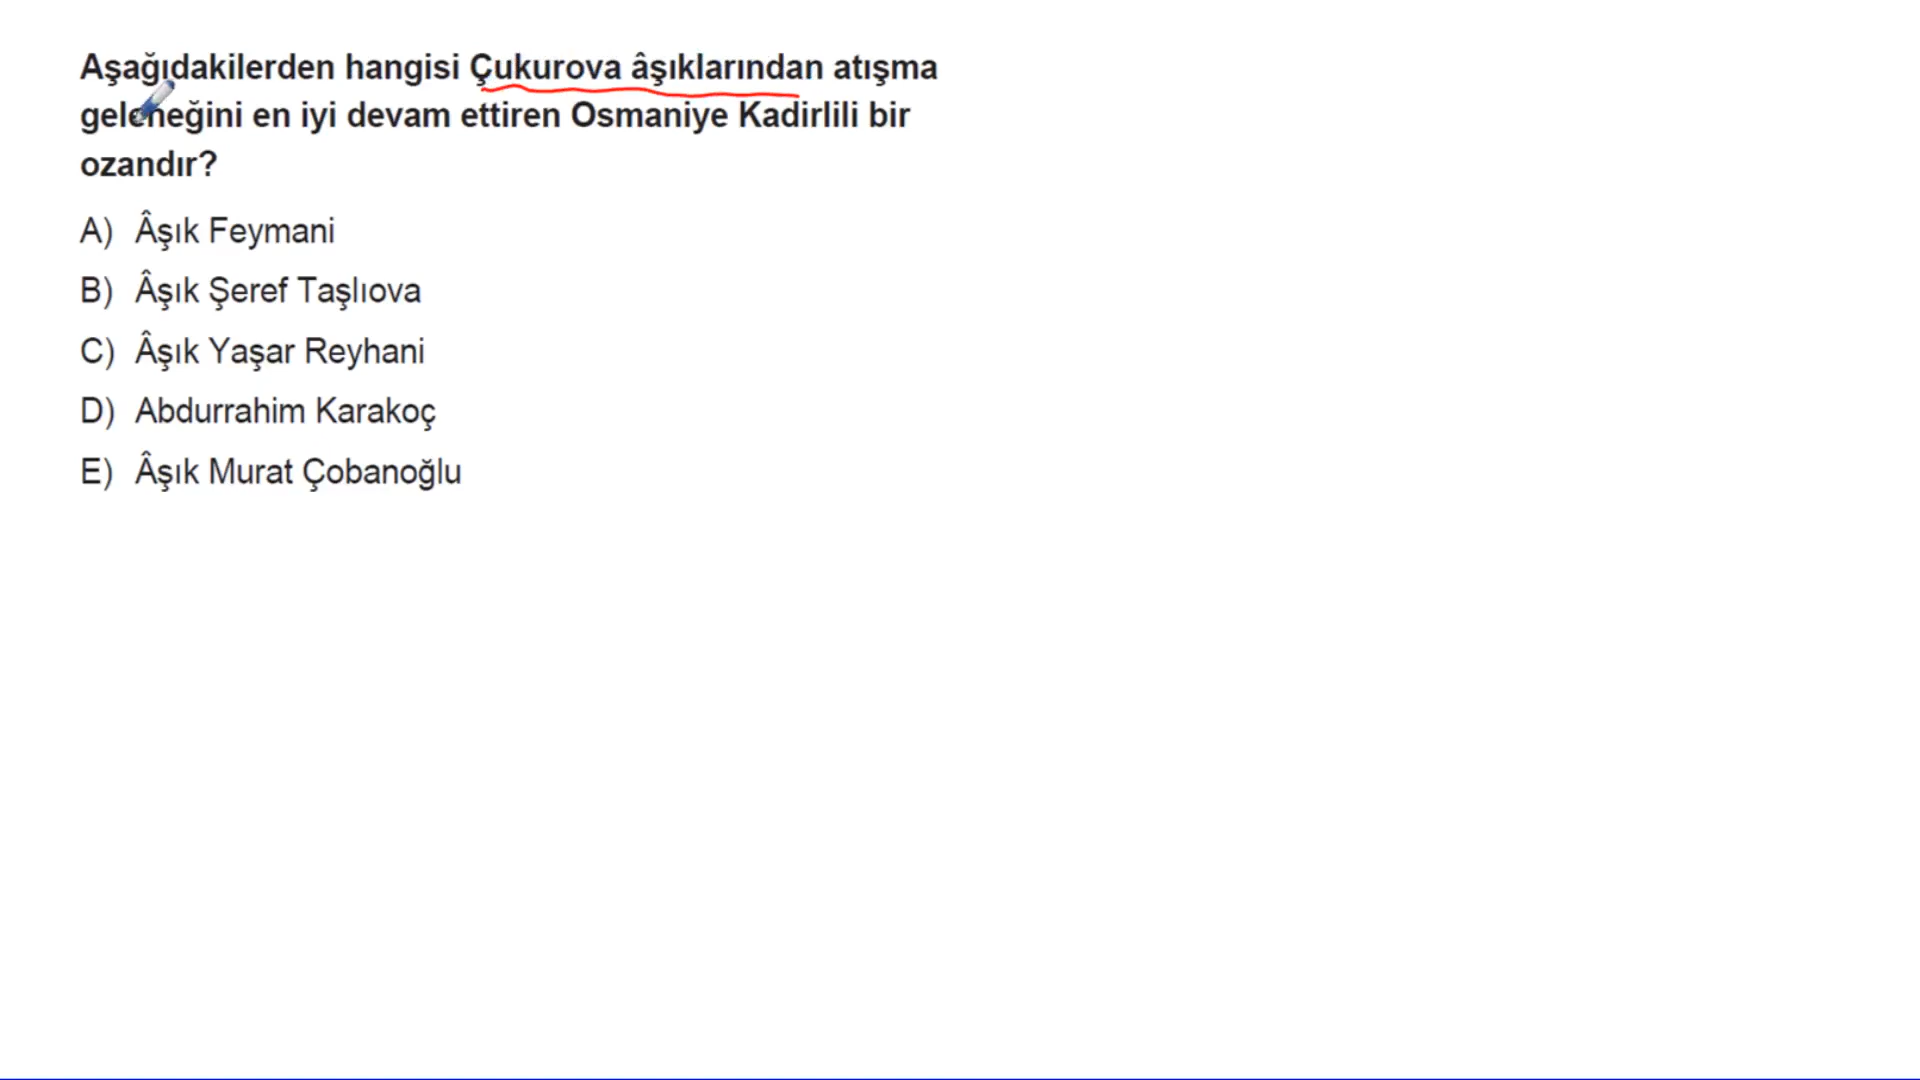 Aşağıdakilerden hangisi Çukurova âşıklarından atışma
geleneğini en iyi devam ettiren Osmaniye Kadirlili bir
ozandır?
A) Âşık Feymani
B) Âşık Şeref Taşlıova
C) Âşık Yaşar Reyhani
D) Abdurrahim Karakoç
E) Âşık Murat Çobanoğlu